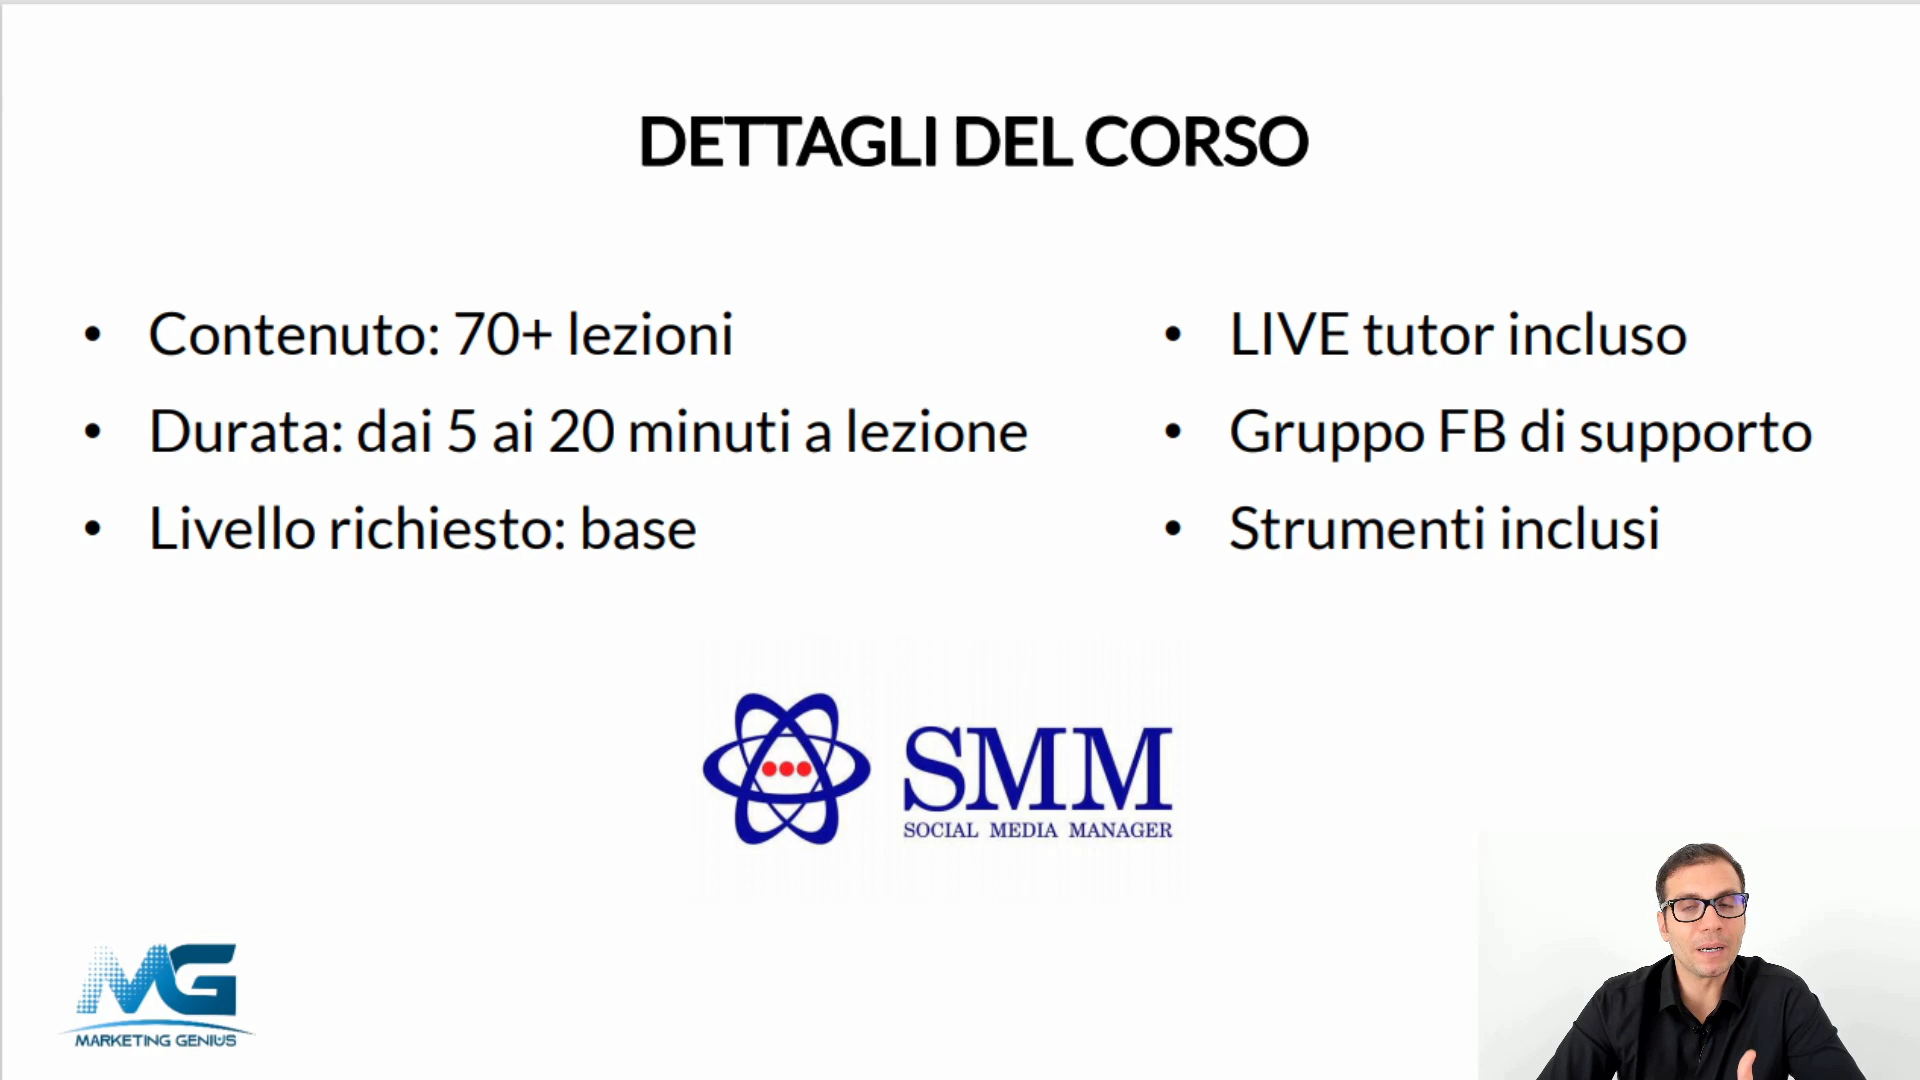 DETTAGLI DEL CORSO
• Contenuto: 70+ lezioni
• Durata: dai 5 ai 20 minuti a lezione
• Livello richiesto: base
• LIVE tutor incluso
• Gruppo FB di supporto
• Strumenti inclusi
SMM
SOCIAL MEDIA MANAGER
MG
MARKETING GENIUS